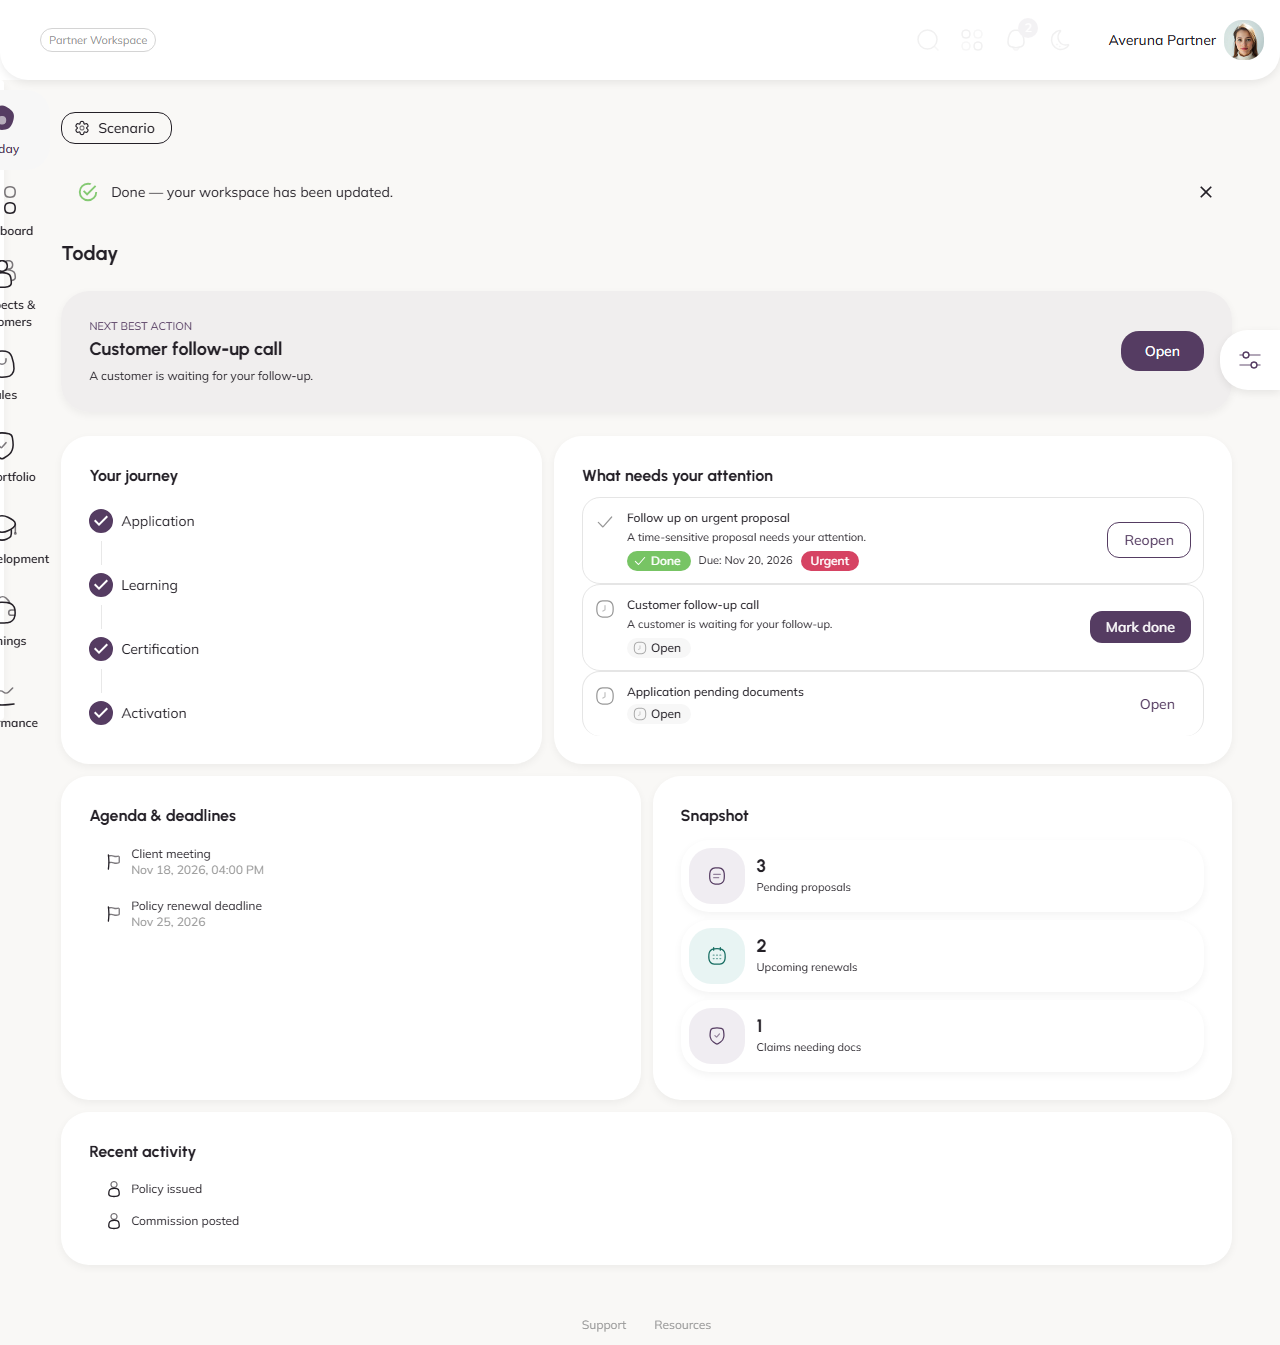 Partner Workspace
2
Averuna Partner
day
Scenario
Done — your workspace has been updated.
board
Today
ects &
omers
NEXT BEST ACTION
Customer follow-up call
A customer is waiting for your follow-up.
Open
les
rtfolio
elopment
nings
rmance
Your journey
Application
Learning
Certification
Activation
What needs your attention
Follow up on urgent proposal
A time-sensitive proposal needs your attention.
Done Due: Nov 20, 2026 Urgent
Reopen
Customer follow-up call
A customer is waiting for your follow-up.
Open
Mark done
Application pending documents
Open
Open
Agenda & deadlines
Client meeting
Nov 18, 2026, 04:00 PM
Policy renewal deadline
Nov 25, 2026
Snapshot
3
Pending proposals
2
Upcoming renewals
1
Claims needing docs
Recent activity
Policy issued
Commission posted
Support Resources